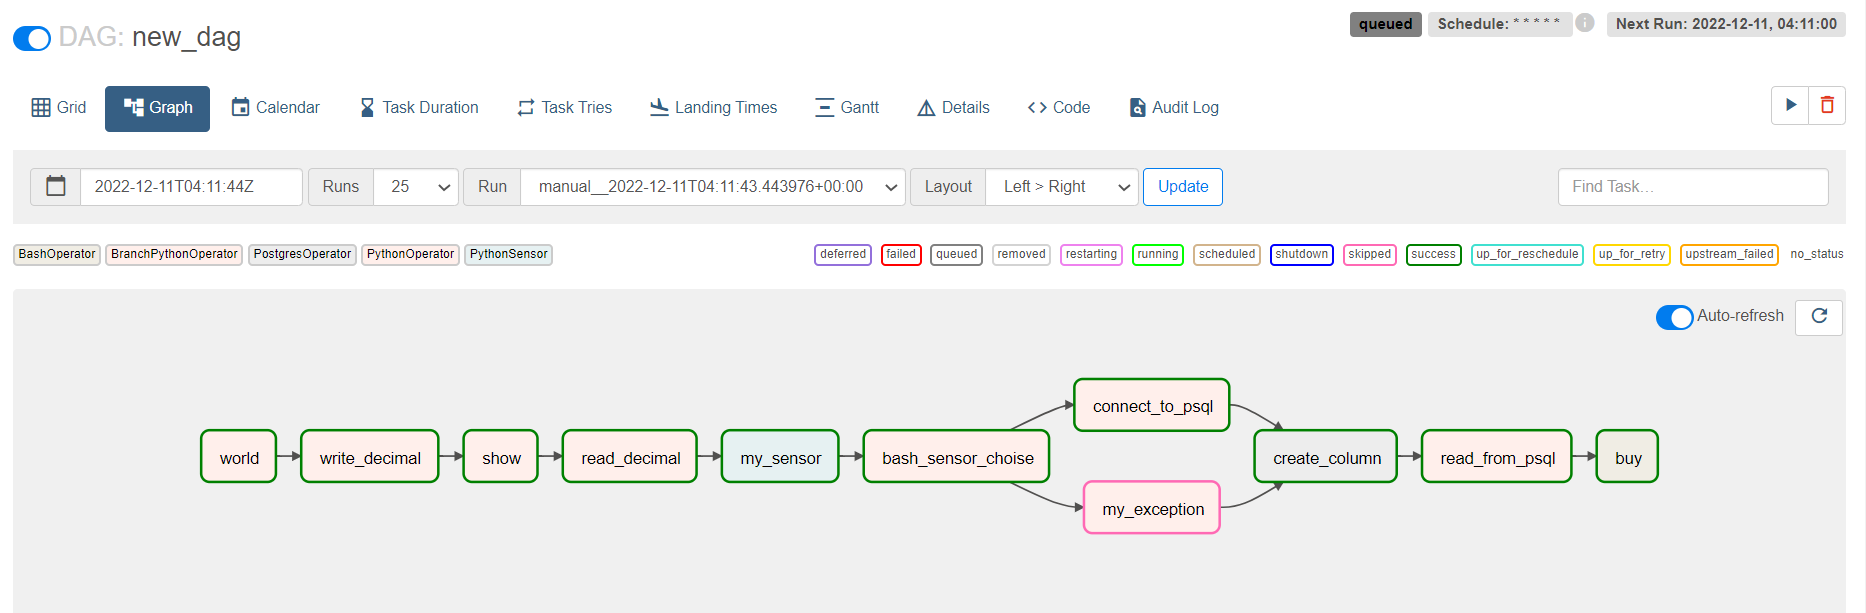 DAG: new_dag
queued
Schedule: * * * * *
i
Next Run: 2022-12-11, 04:11:00
Grid
Graph
Calendar
Task Duration
Task Tries
Landing Times
Gantt
Details
Code
Audit Log
2022-12-11T04:11:44Z
Runs
25
Run
manual__2022-12-11T04:11:43.443976+00:00
Layout
Left > Right
Update
Find Task...
BashOperator
BranchPythonOperator
PostgresOperator
PythonOperator
PythonSensor
deferred
failed
queued
removed
restarting
running
scheduled
shutdown
skipped
success
up_for_reschedule
up_for_retry
upstream_failed
no_status
Auto-refresh
world
write_decimal
show
read_decimal
my_sensor
bash_sensor_choise
connect_to_psql
my_exception
create_column
read_from_psql
buy